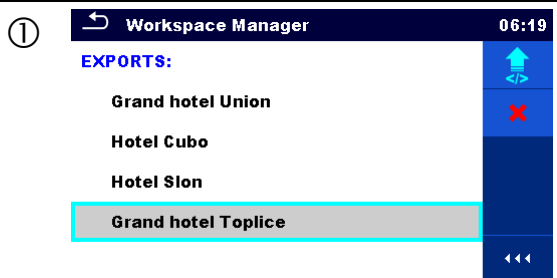 ①
Workspace Manager 06:19
EXPORTS:
</>
Grand hotel Union
Hotel Cubo
Hotel Slon
Grand hotel Toplice